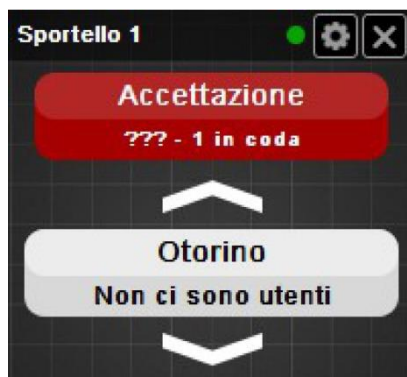 Sportello 1
Accettazione
??? - 1 in coda
Otorino
Non ci sono utenti